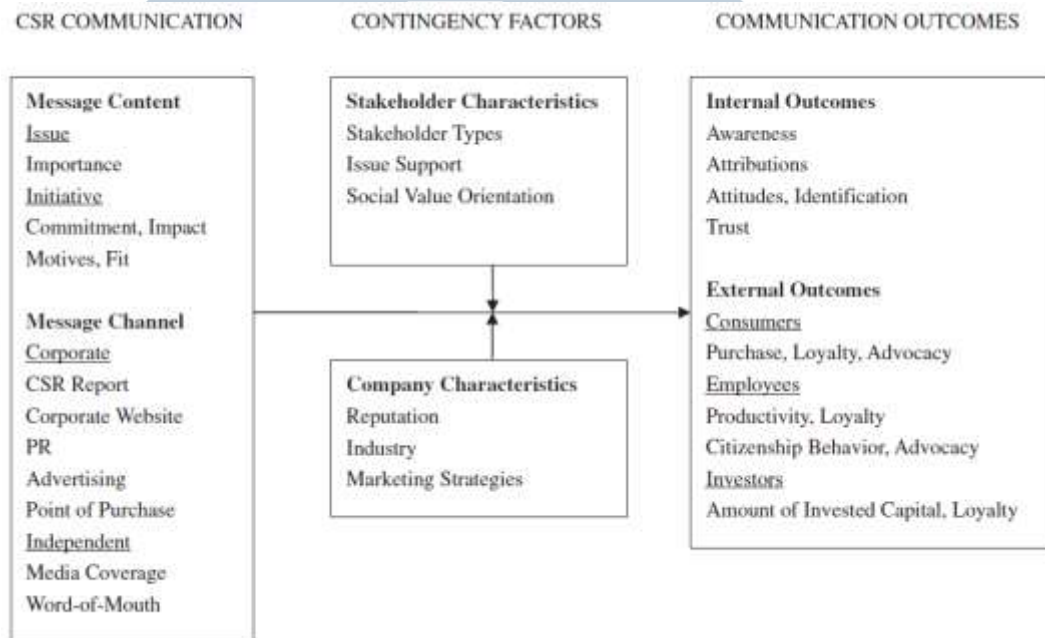 CSR COMMUNICATION
CONTINGENCY FACTORS
COMMUNICATION OUTCOMES
Message Content
Issue
Importance
Initiative
Commitment, Impact
Motives, Fit
Message Channel
Corporate
CSR Report
Corporate Website
PR
Advertising
Point of Purchase
Independent
Media Coverage
Word-of-Mouth
Stakeholder Characteristics
Stakeholder Types
Issue Support
Social Value Orientation
Company Characteristics
Reputation
Industry
Marketing Strategies
Internal Outcomes
Awareness
Attributions
Attitudes, Identification
Trust
External Outcomes
Consumers
Purchase, Loyalty, Advocacy
Employees
Productivity, Loyalty
Citizenship Behavior, Advocacy
Investors
Amount of Invested Capital, Loyalty